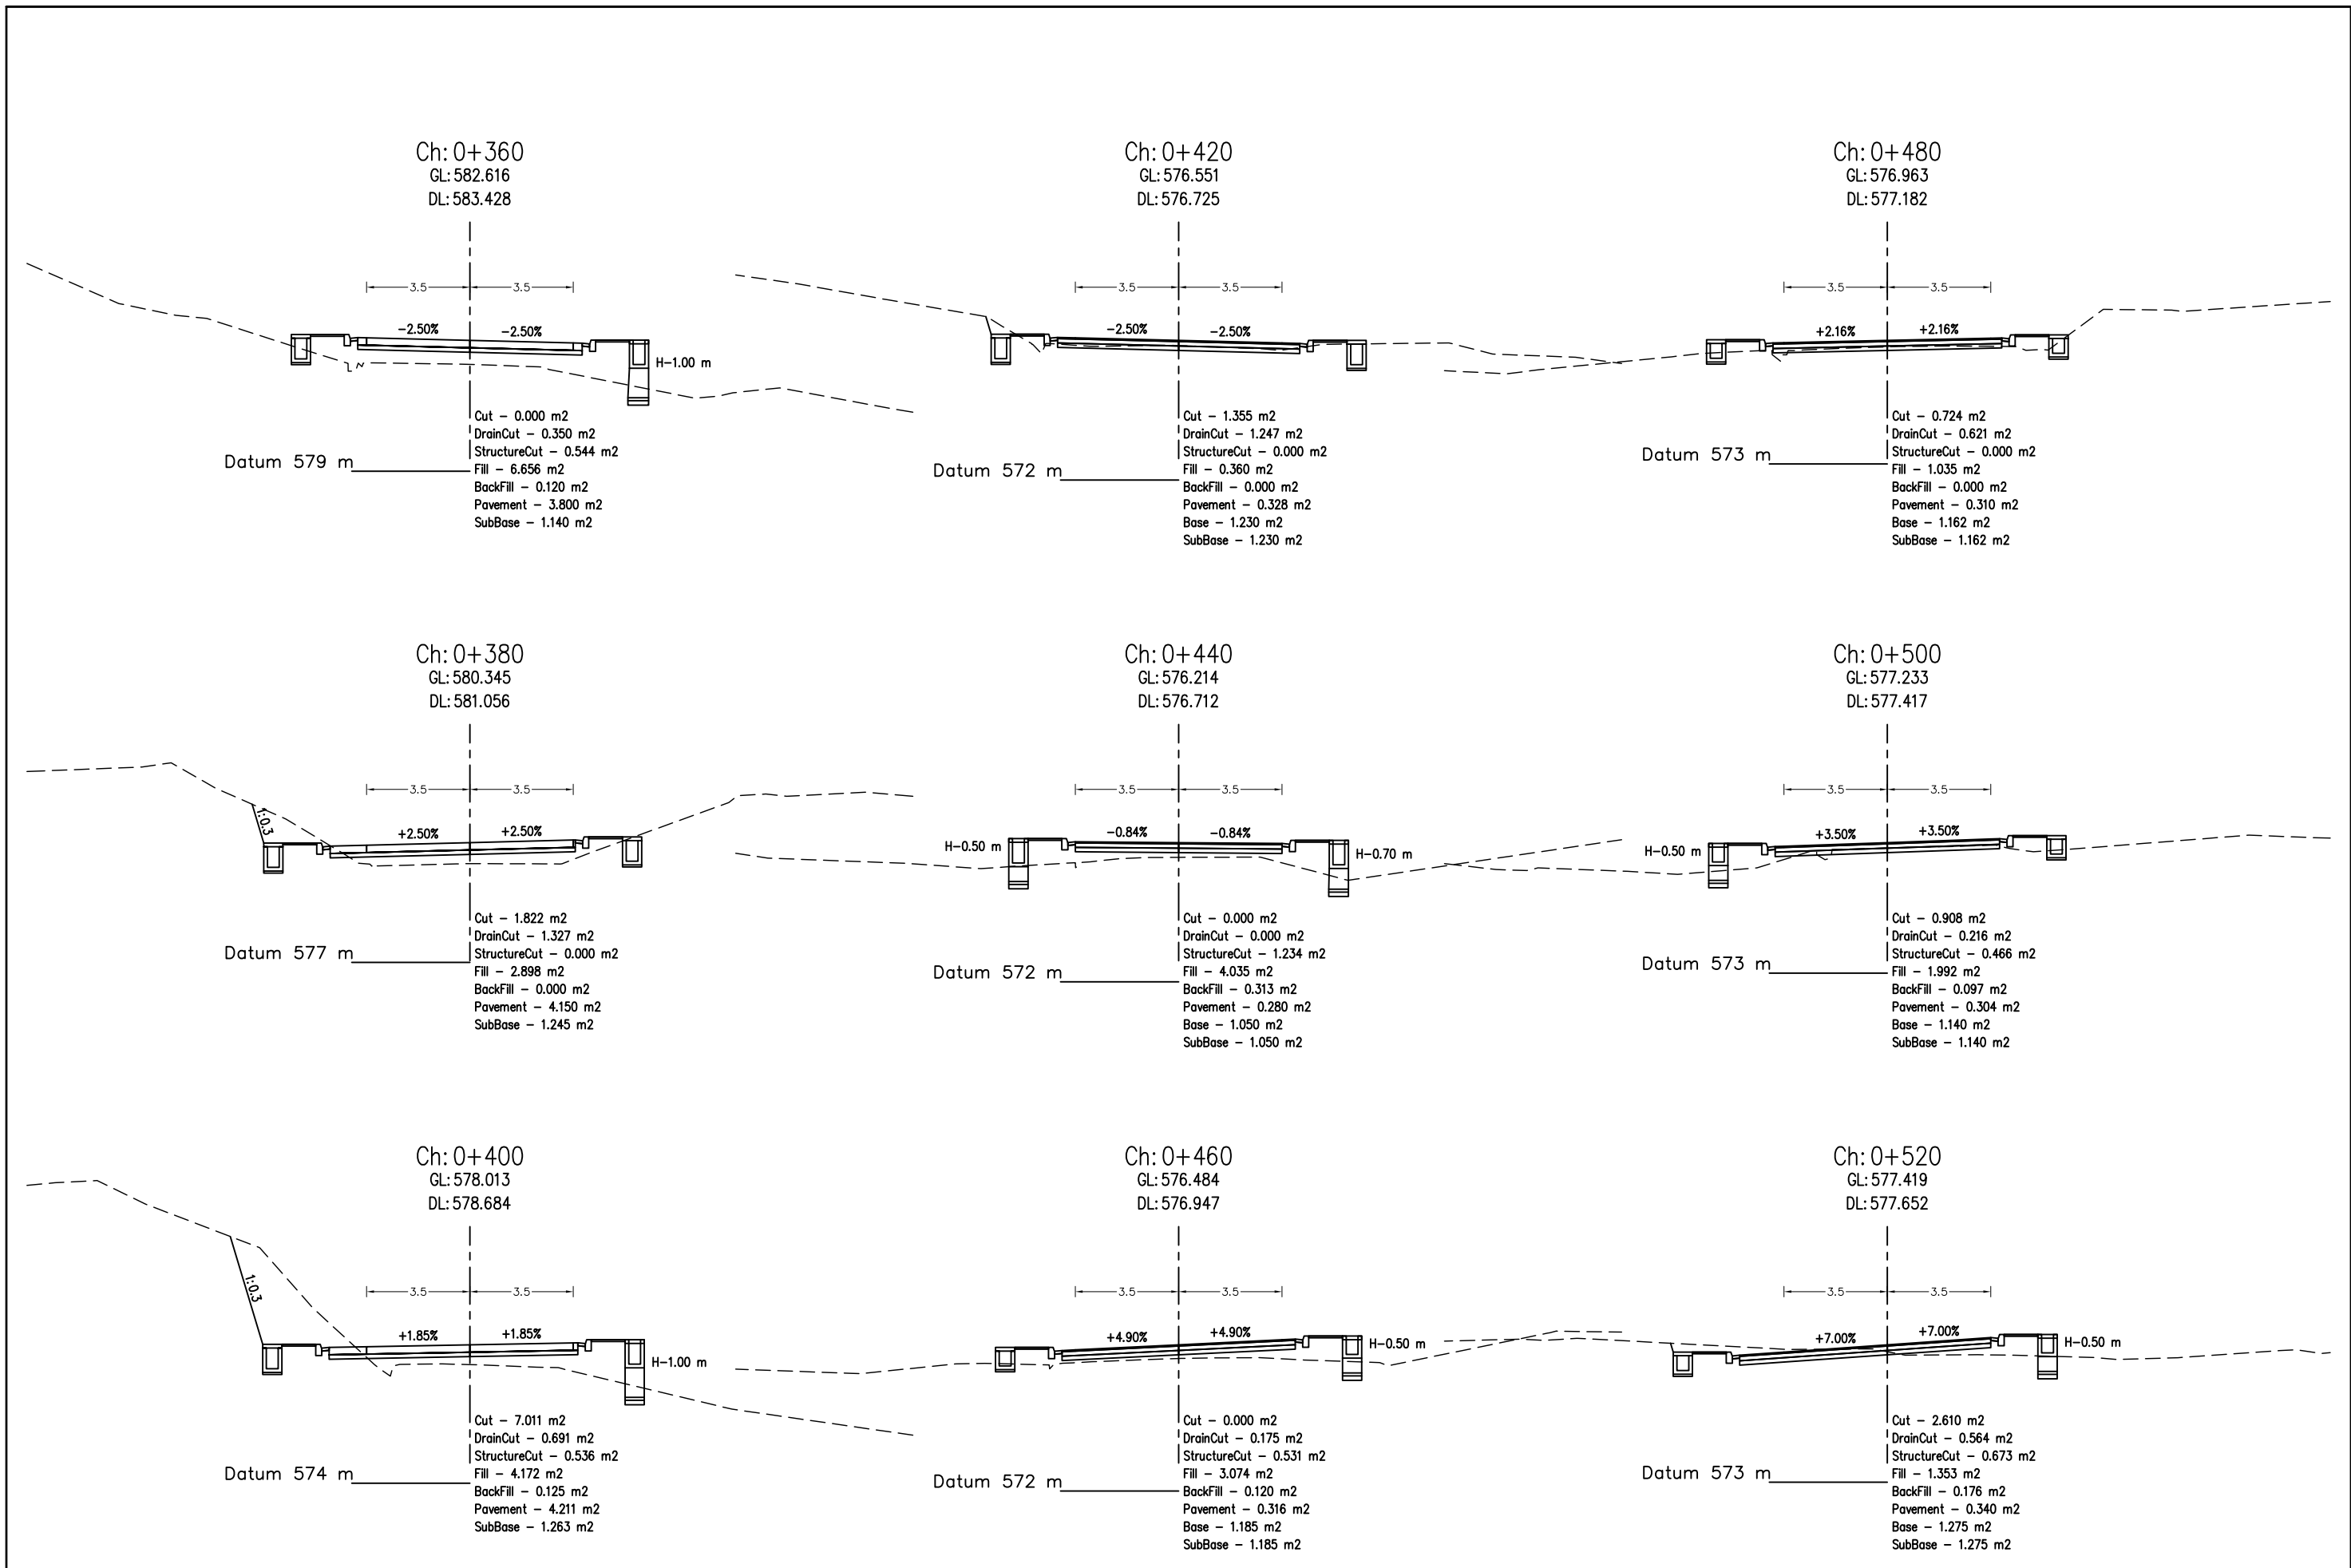 Ch: 0+360
GL: 582.616
DL: 583.428
3.5 3.5
-2.50% -2.50%
H-1.00 m
Cut - 0.000 m2
DrainCut - 0.350 m2
StructureCut - 0.544 m2
Datum 579 m
Fill - 6.656 m2
BackFill - 0.120 m2
Pavement - 3.800 m2
SubBase - 1.140 m2
Ch: 0+420
GL: 576.551
DL: 576.725
3.5 3.5
-2.50% -2.50%
Cut - 1.355 m2
DrainCut - 1.247 m2
StructureCut - 0.000 m2
Datum 572 m
Fill - 0.360 m2
BackFill - 0.000 m2
Pavement - 0.328 m2
Base - 1.230 m2
SubBase - 1.230 m2
Ch: 0+480
GL: 576.963
DL: 577.182
3.5 3.5
+2.16% +2.16%
Cut - 0.724 m2
DrainCut - 0.621 m2
StructureCut - 0.000 m2
Datum 573 m
Fill - 1.035 m2
BackFill - 0.000 m2
Pavement - 0.310 m2
Base - 1.162 m2
SubBase - 1.162 m2
Ch: 0+380
GL: 580.345
DL: 581.056
3.5 3.5
1:0.3
+2.50% +2.50%
Cut - 1.822 m2
DrainCut - 1.327 m2
StructureCut - 0.000 m2
Datum 577 m
Fill - 2.898 m2
BackFill - 0.000 m2
Pavement - 4.150 m2
SubBase - 1.245 m2
Ch: 0+440
GL: 576.214
DL: 576.712
3.5 3.5
-0.84% -0.84%
H-0.50 m
H-0.70 m
Cut - 0.000 m2
DrainCut - 0.000 m2
StructureCut - 1.234 m2
Datum 572 m
Fill - 4.035 m2
BackFill - 0.313 m2
Pavement - 0.280 m2
Base - 1.050 m2
SubBase - 1.050 m2
Ch: 0+500
GL: 577.233
DL: 577.417
3.5 3.5
+3.50% +3.50%
H-0.50 m
Cut - 0.908 m2
DrainCut - 0.216 m2
StructureCut - 0.466 m2
Datum 573 m
Fill - 1.992 m2
BackFill - 0.097 m2
Pavement - 0.304 m2
Base - 1.140 m2
SubBase - 1.140 m2
Ch: 0+400
GL: 578.013
DL: 578.684
1:0.3
3.5 3.5
+1.85% +1.85%
H-1.00 m
Cut - 7.011 m2
DrainCut - 0.691 m2
StructureCut - 0.536 m2
Datum 574 m
Fill - 4.172 m2
BackFill - 0.125 m2
Pavement - 4.211 m2
SubBase - 1.263 m2
Ch: 0+460
GL: 576.484
DL: 576.947
3.5 3.5
+4.90% +4.90%
H-0.50 m
Cut - 0.000 m2
DrainCut - 0.175 m2
StructureCut - 0.531 m2
Datum 572 m
Fill - 3.074 m2
BackFill - 0.120 m2
Pavement - 0.316 m2
Base - 1.185 m2
SubBase - 1.185 m2
Ch: 0+520
GL: 577.419
DL: 577.652
3.5 3.5
+7.00% +7.00%
H-0.50 m
Cut - 2.610 m2
DrainCut - 0.564 m2
StructureCut - 0.673 m2
Datum 573 m
Fill - 1.353 m2
BackFill - 0.176 m2
Pavement - 0.340 m2
Base - 1.275 m2
SubBase - 1.275 m2